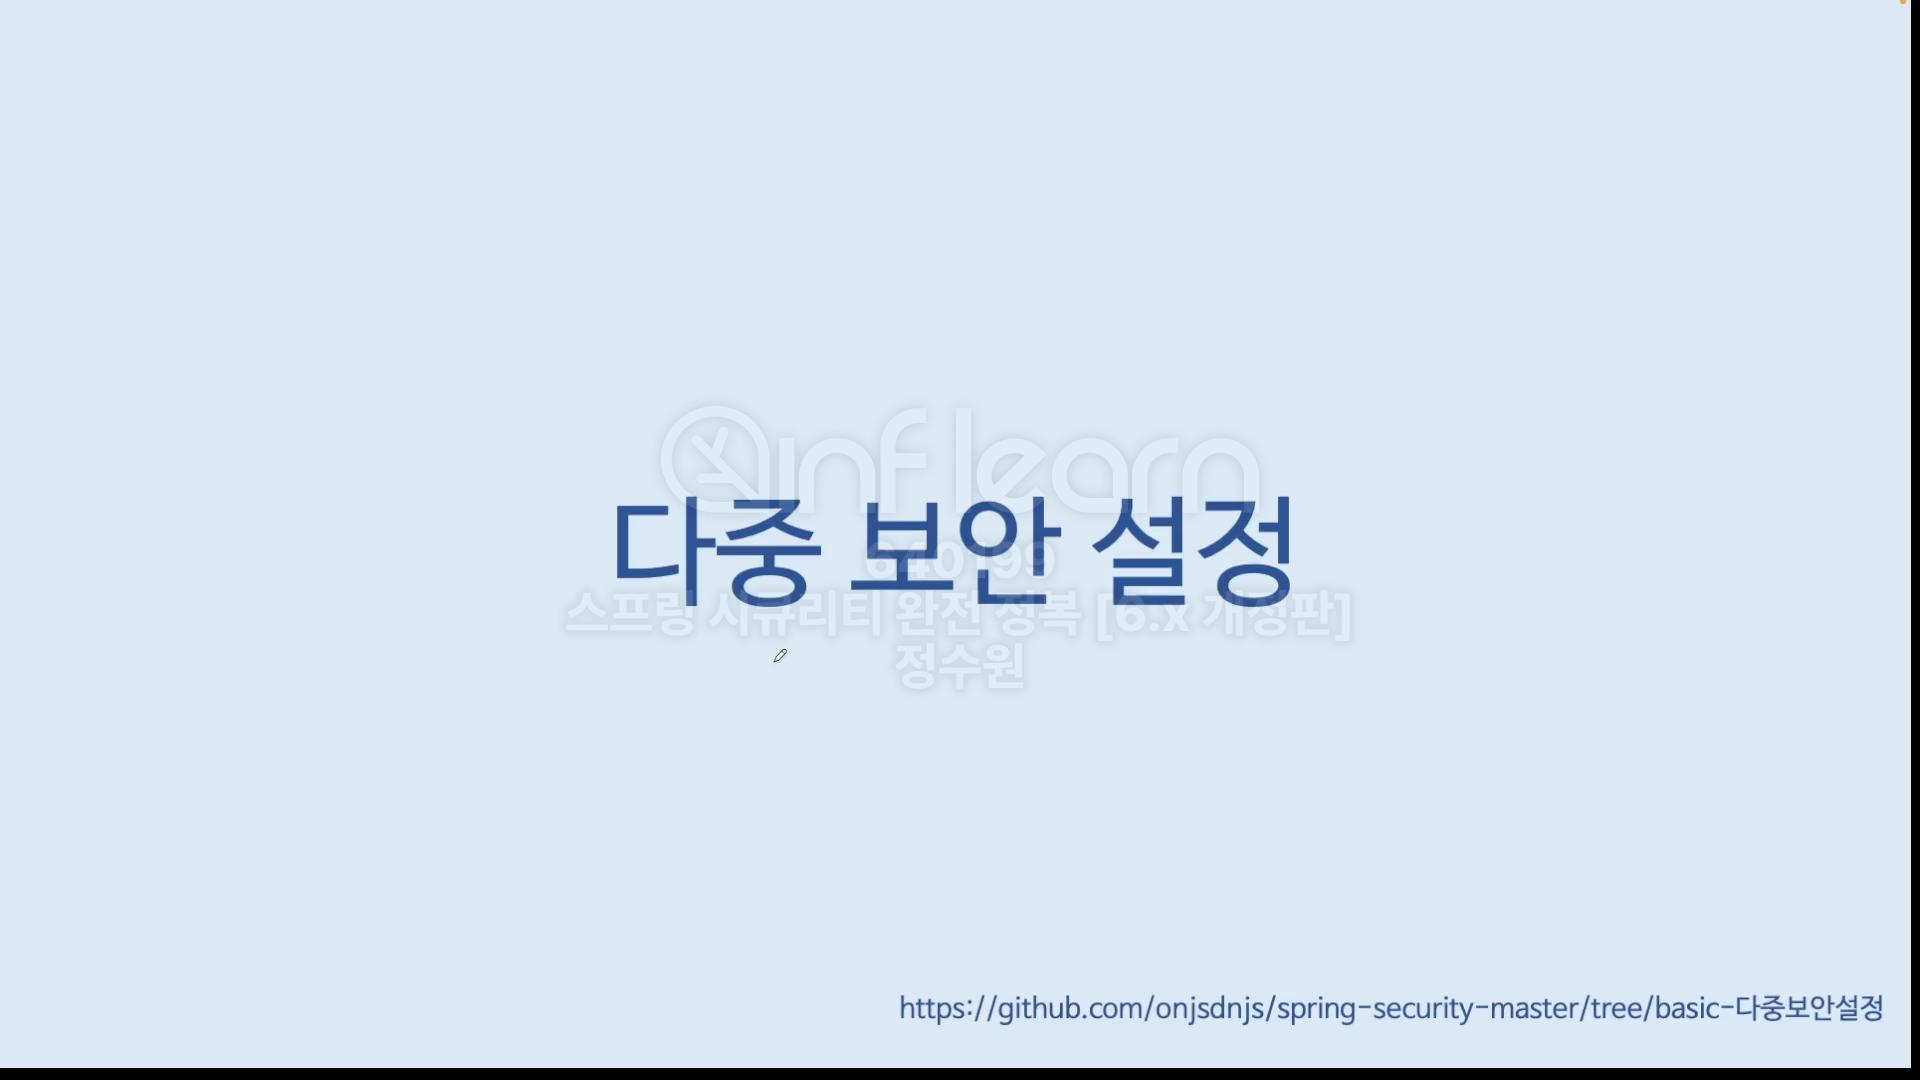 inflearn
다중 보안 설정
640199
스프링 시큐리티 완전 정복 [6.x 개정판]
정수원
https://github.com/onjsdnjs/spring-security-master/tree/basic-다중보안설정